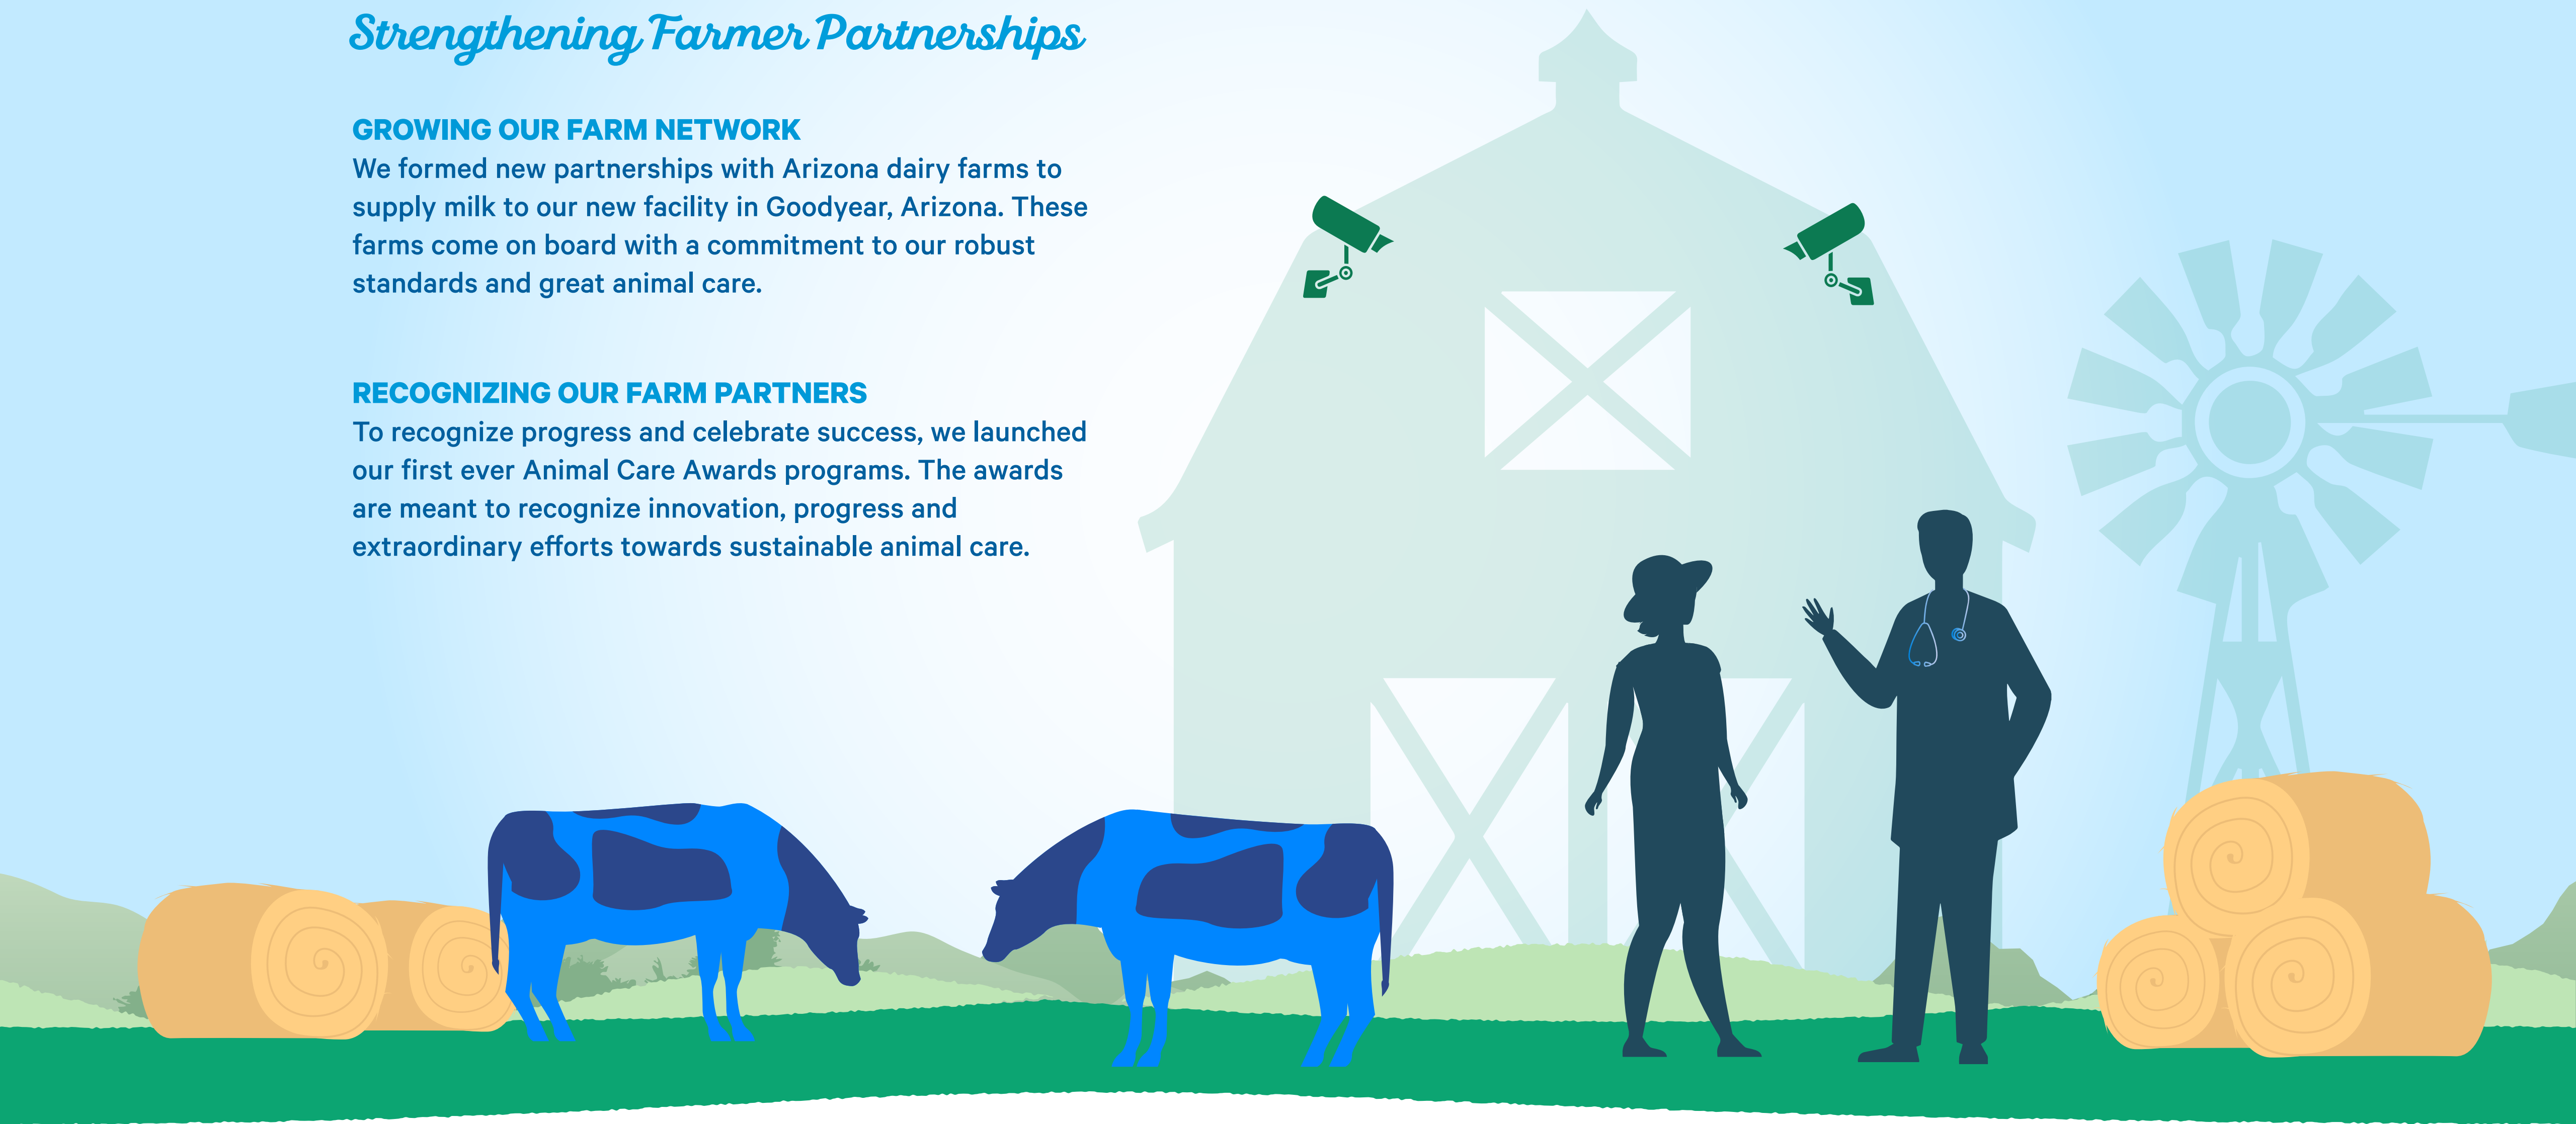 Strengthening Farmer Partnerships
GROWING OUR FARM NETWORK
We formed new partnerships with Arizona dairy farms to
supply milk to our new facility in Goodyear, Arizona. These
farms come on board with a commitment to our robust
standards and great animal care.
RECOGNIZING OUR FARM PARTNERS
To recognize progress and celebrate success, we launched
our first ever Animal Care Awards programs. The awards
are meant to recognize innovation, progress and
extraordinary efforts towards sustainable animal care.